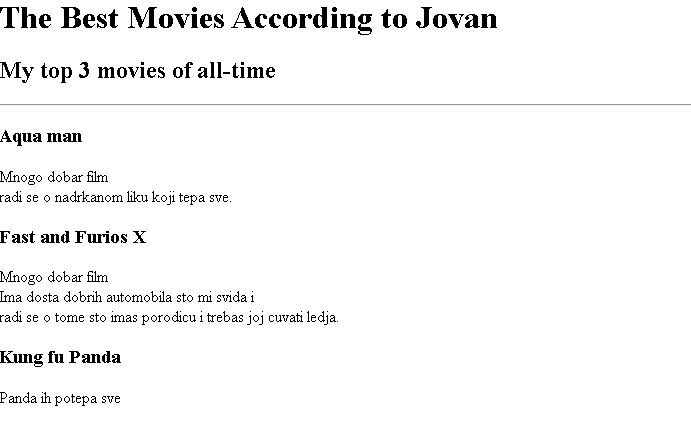 The Best Movies According to Jovan
My top 3 movies of all-time
Aqua man
Mnogo dobar film
radi se o nadrkanom liku koji tepa sve.
Fast and Furios X
Mnogo dobar film
Ima dosta dobrih automobila sto mi svida i
radi se o tome sto imas porodicu i trebas joj cuvati ledja.
Kung fu Panda
Panda ih potepa sve